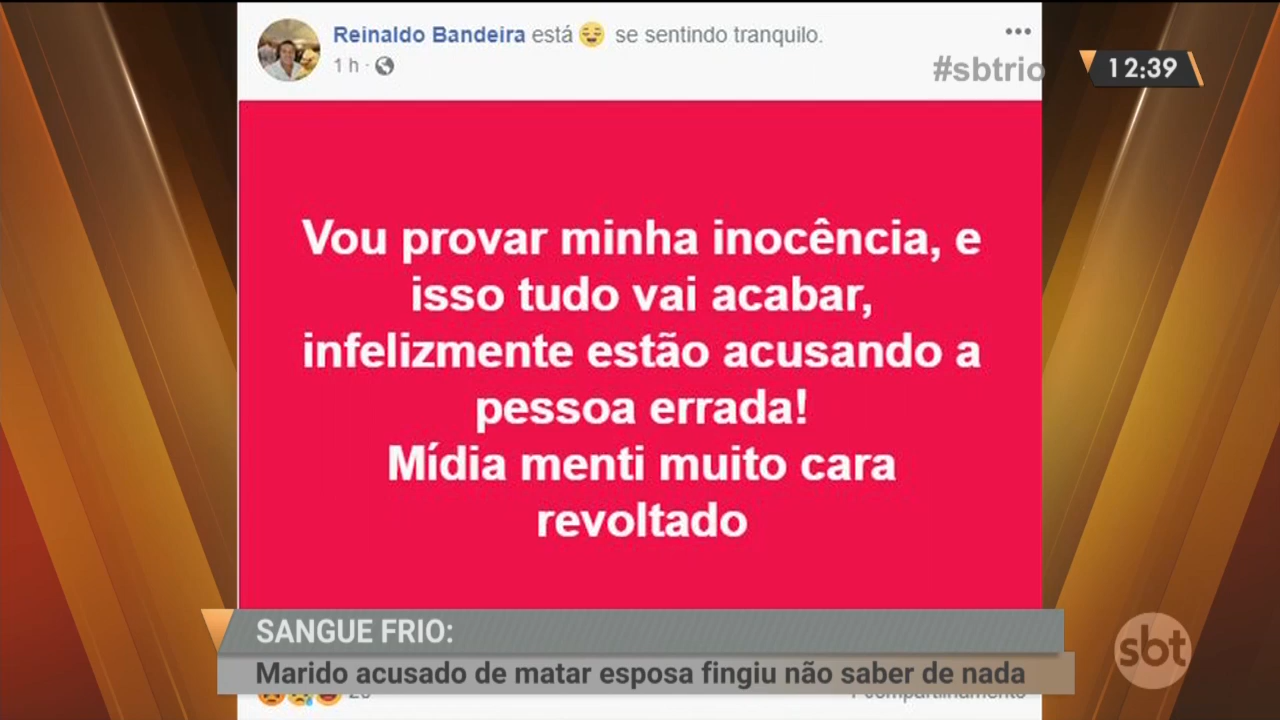 Reinaldo Bandeira está se sentindo tranquilo.
1 h
#sbtrio
12:39
Vou provar minha inocência, e
isso tudo vai acabar,
infelizmente estão acusando a
pessoa errada!
Mídia menti muito cara
revoltado
SANGUE FRIO:
Marido acusado de matar esposa fingiu não saber de nada
sbt